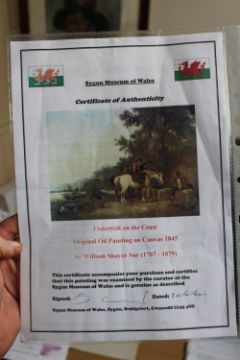 Sygun Museum of Wales
Certificate of Authenticity
Fisherfolk on the Coast
Original Oil Painting on Canvas 1845
by William Shayer Snr (1787 - 1879)
This certificate accompanies your purchase and certifies
that this painting was examined by the curator at the
Sygun Museum of Wales and is genuine as described
Signed:
Dated:
Sygun Museum of Wales, Sygun, Beddgelert, Gwynedd LL55 4NE